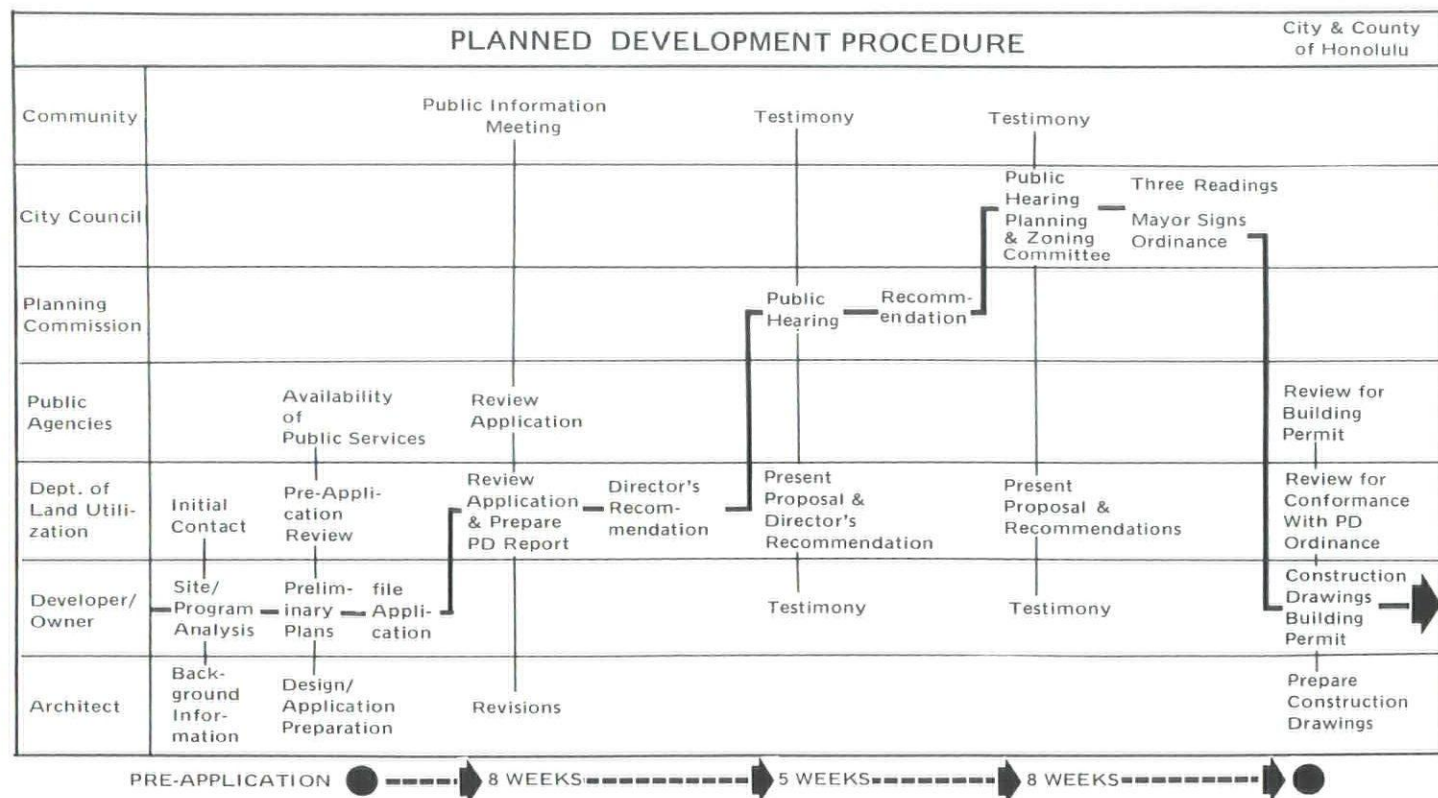 PLANNED DEVELOPMENT PROCEDURE
City & County
of Honolulu
Community
Public Information
Meeting
Testimony
Testimony
City Council
Public
Hearing
Planning
& Zoning
Committee
Three Readings
Mayor Signs
Ordinance
Planning
Commission
Public
Hearing
Recomm-
endation
Public
Agencies
Availability
of
Public Services
Review
Application
Review for
Building
Permit
Dept. of
Land Utili-
zation
Initial
Contact
Pre-Appli-
cation
Review
Review
Application
& Prepare
PD Report
Director's
Recom-
mendation
Present
Proposal &
Director's
Recommendation
Present
Proposal &
Recommendations
Review for
Conformance
With PD
Ordinance
Developer/
Owner
Site/
Program
Analysis
Prelim-
inary
Plans
file
Appli-
cation
Testimony
Testimony
Construction
Drawings
Building
Permit
Architect
Back-
ground
Infor-
mation
Design/
Application
Preparation
Revisions
Prepare
Construction
Drawings
PRE-APPLICATION
8 WEEKS
5 WEEKS
8 WEEKS